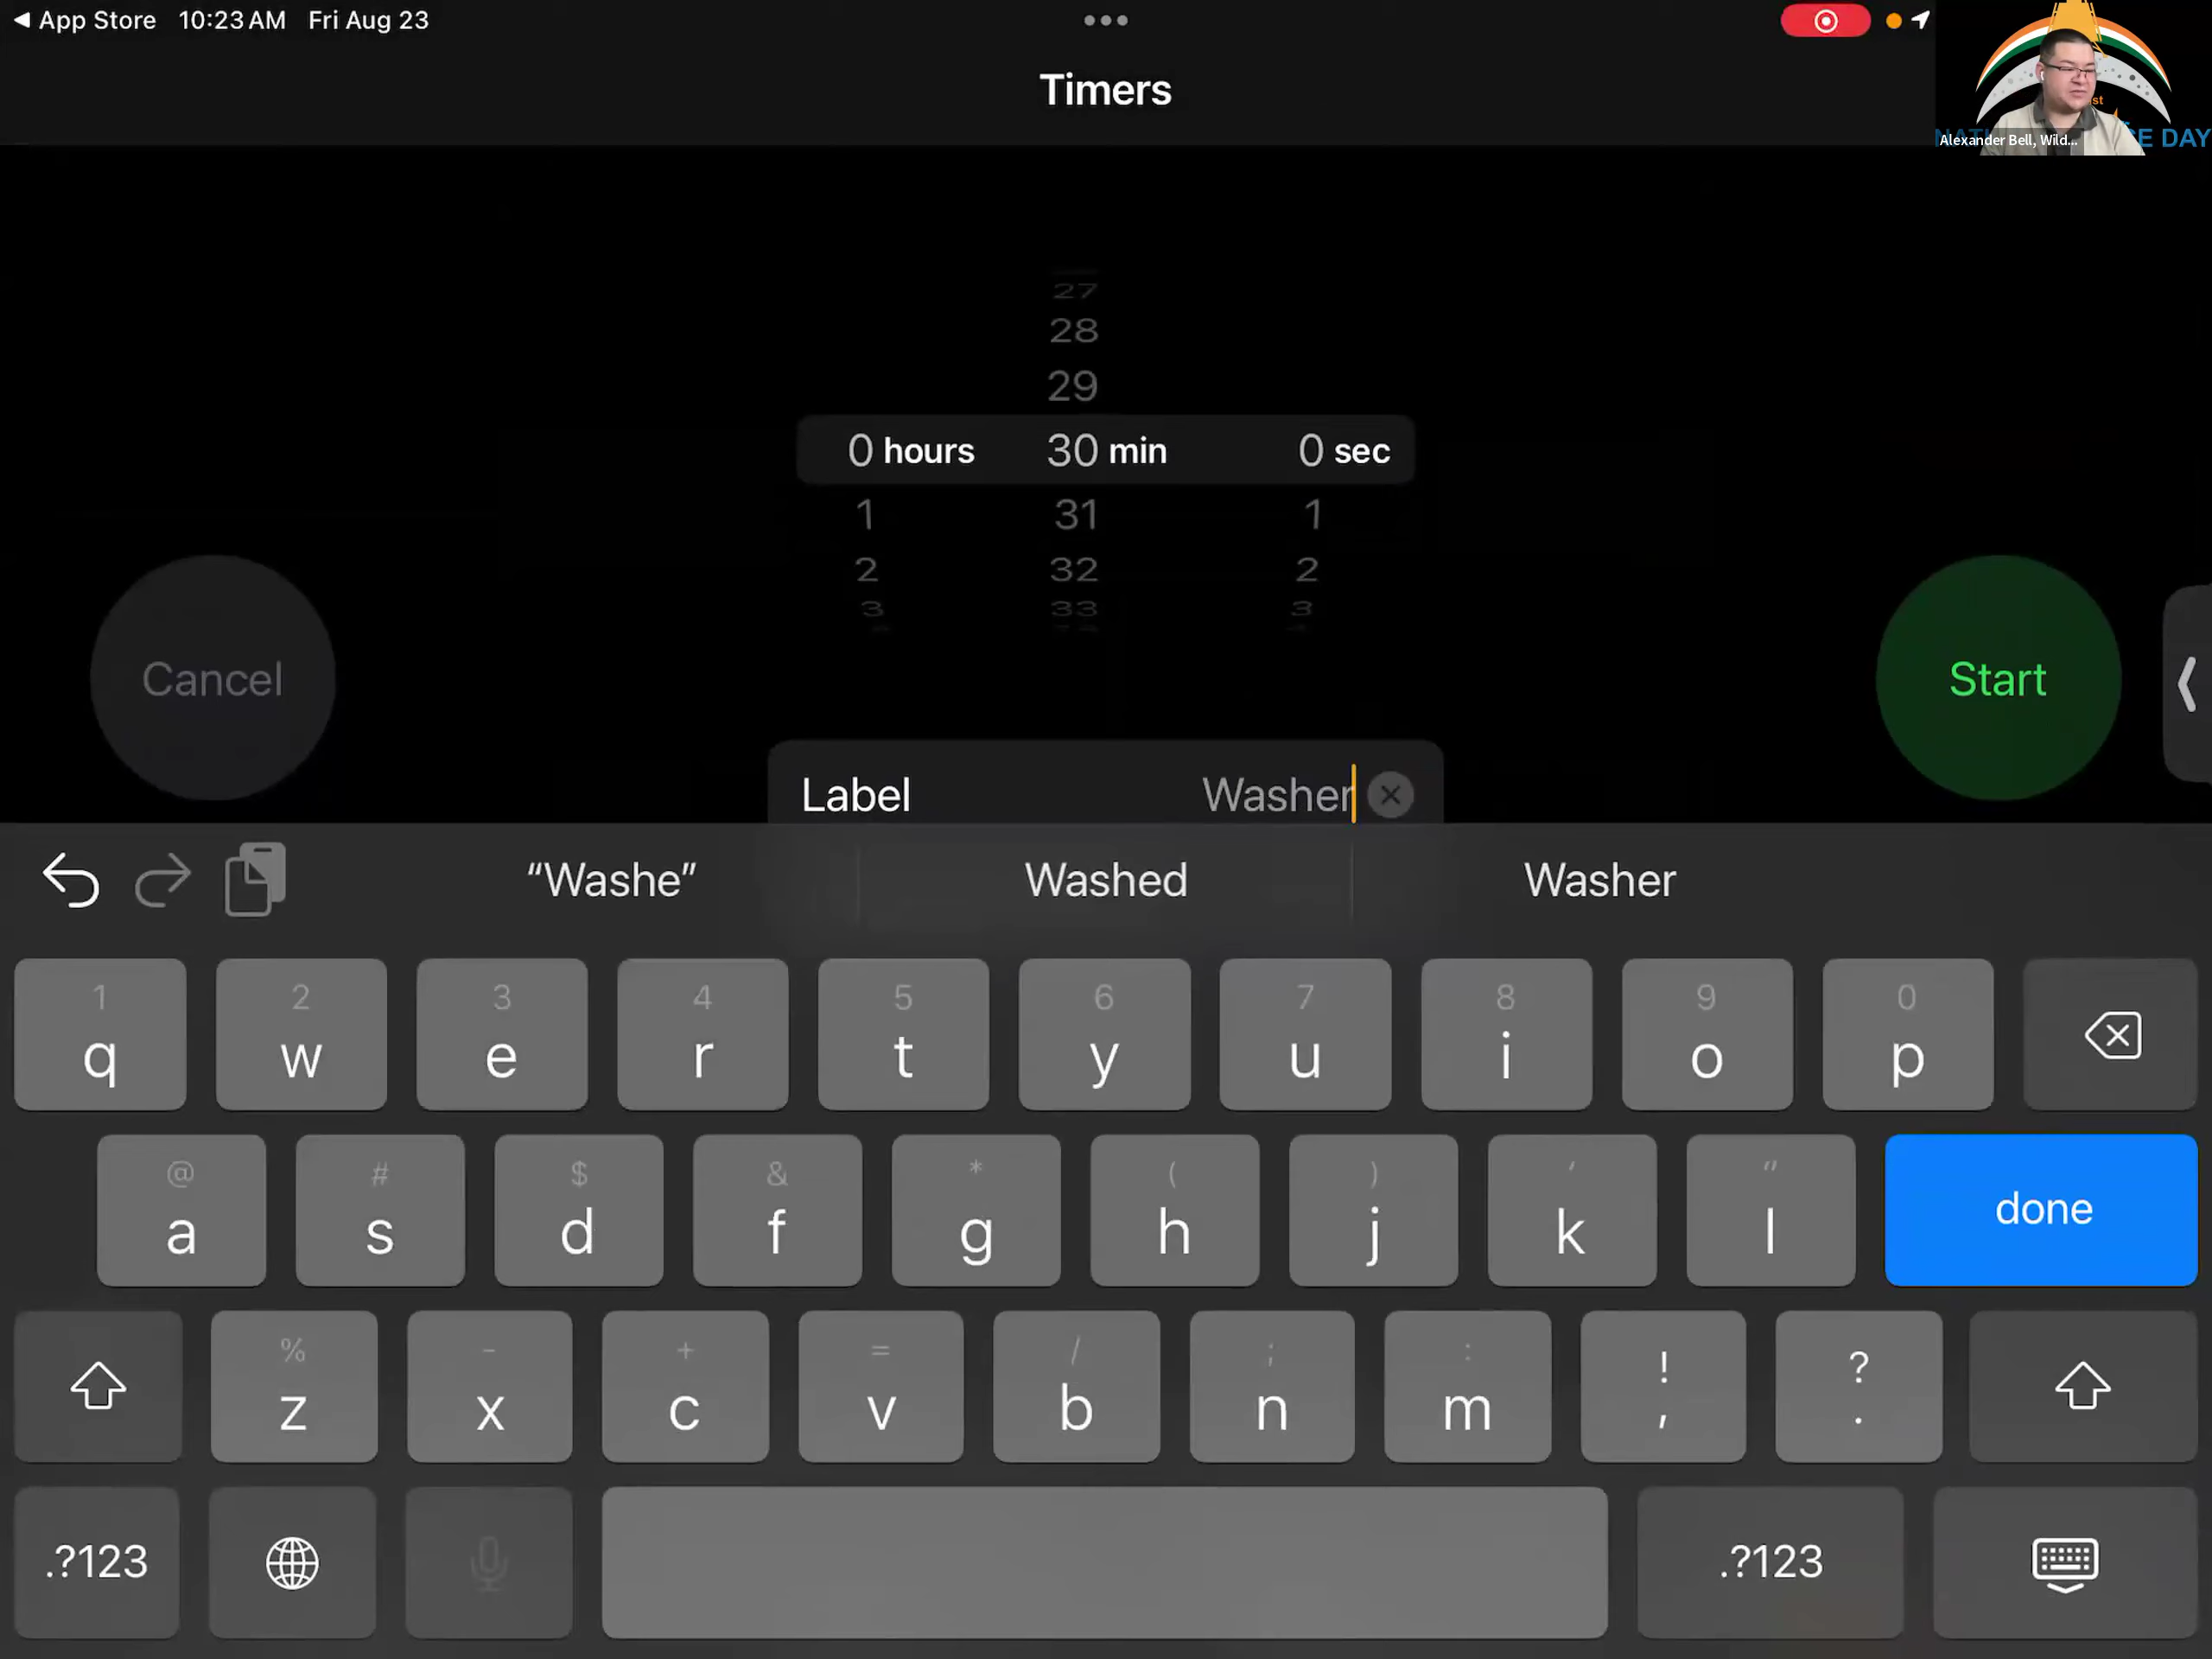 App Store 10:23 AM Fri Aug 23
Timers
st
E DAY
Alexander Bell, Wild...
27
28
29
0 hours 30 min 0 sec
1 31 1
2 32 2
3 33 3
Cancel
Start
Label Washer
“Washe” Washed Washer
1 2 3 4 5 6 7 8 9 0
q w e r t y u i o p
@ # $ & * ( ) ' "
a s d f g h j k l done
% - + = / ; : ! ?
z x c v b n m , .
.?123 .?123